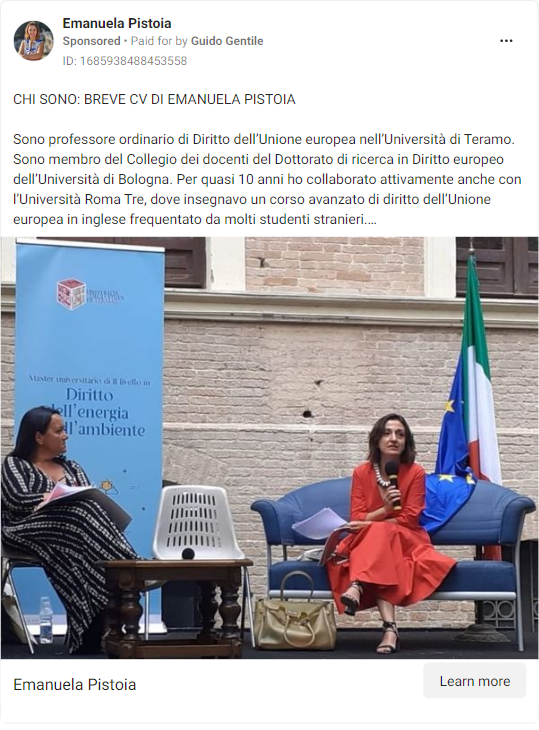 Emanuela Pistoia
Sponsored • Paid for by Guido Gentile
ID: 1685938488453558
CHI SONO: BREVE CV DI EMANUELA PISTOIA
Sono professore ordinario di Diritto dell’Unione europea nell’Università di Teramo.
Sono membro del Collegio dei docenti del Dottorato di ricerca in Diritto europeo
dell’Università di Bologna. Per quasi 10 anni ho collaborato attivamente anche con
l’Università Roma Tre, dove insegnavo un corso avanzato di diritto dell’Unione
europea in inglese frequentato da molti studenti stranieri.…
Master universitario di II livello in
Diritto
dell’energia
ll’ambiente
Emanuela Pistoia
Learn more